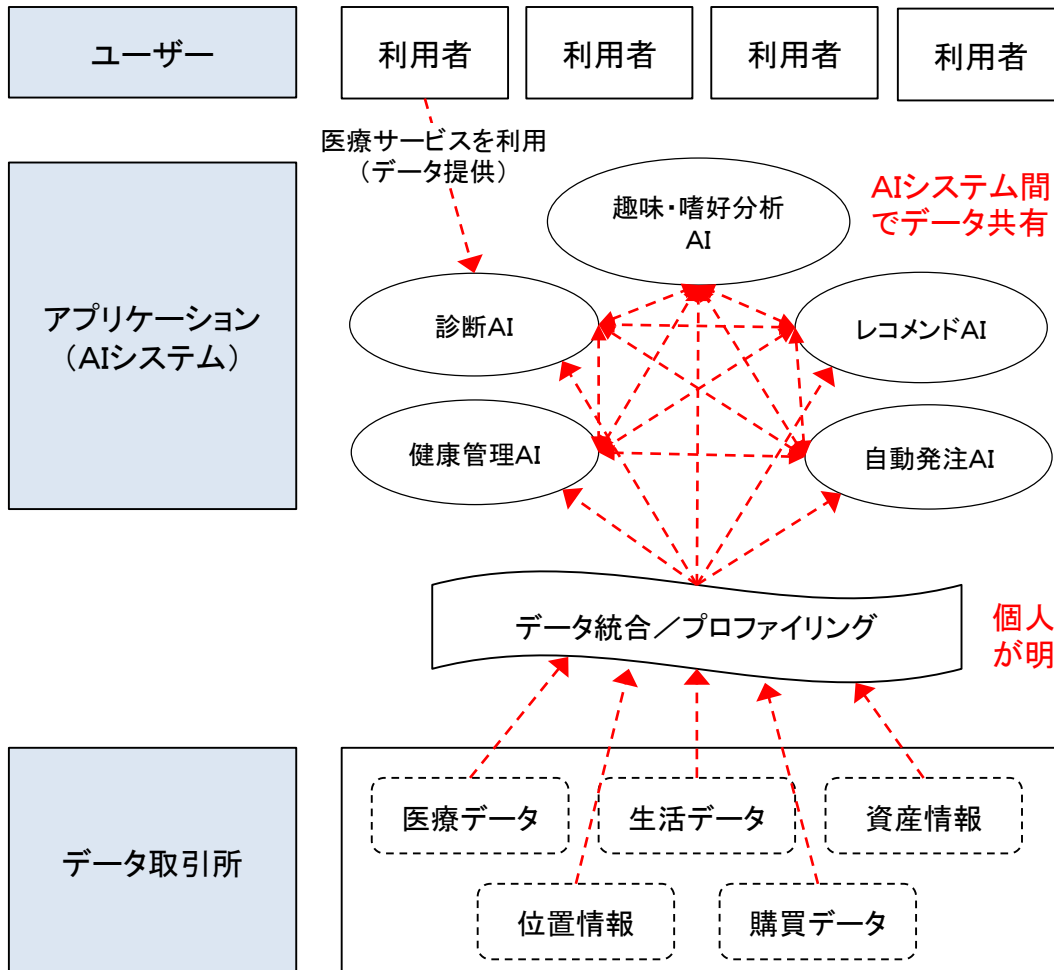 ユーザー
利用者
利用者
利用者
利用者
医療サービスを利用
（データ提供）
アプリケーション
（AIシステム）
趣味・嗜好分析
AI
AIシステム間
でデータ共有
診断AI
レコメンドAI
健康管理AI
自動発注AI
データ統合／プロファイリング
個人
が明
データ取引所
医療データ
生活データ
資産情報
位置情報
購買データ